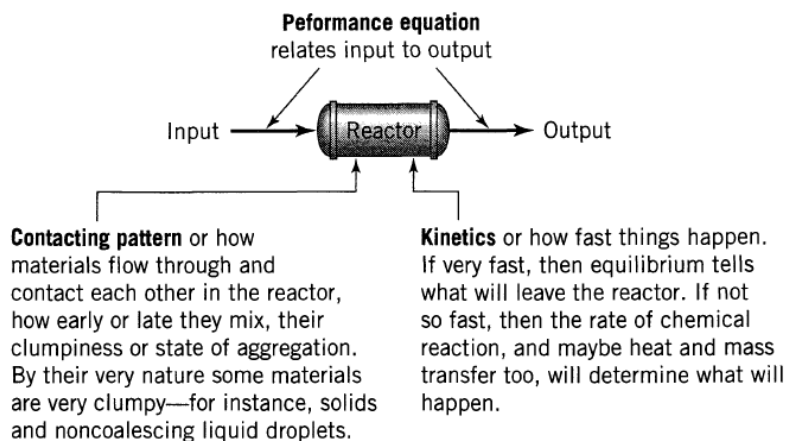 Peformance equation
relates input to output
Input
Reactor
Output
Contacting pattern or how
materials flow through and
contact each other in the reactor,
how early or late they mix, their
clumpiness or state of aggregation.
By their very nature some materials
are very clumpy—for instance, solids
and noncoalescing liquid droplets.
Kinetics or how fast things happen.
If very fast, then equilibrium tells
what will leave the reactor. If not
so fast, then the rate of chemical
reaction, and maybe heat and mass
transfer too, will determine what will
happen.